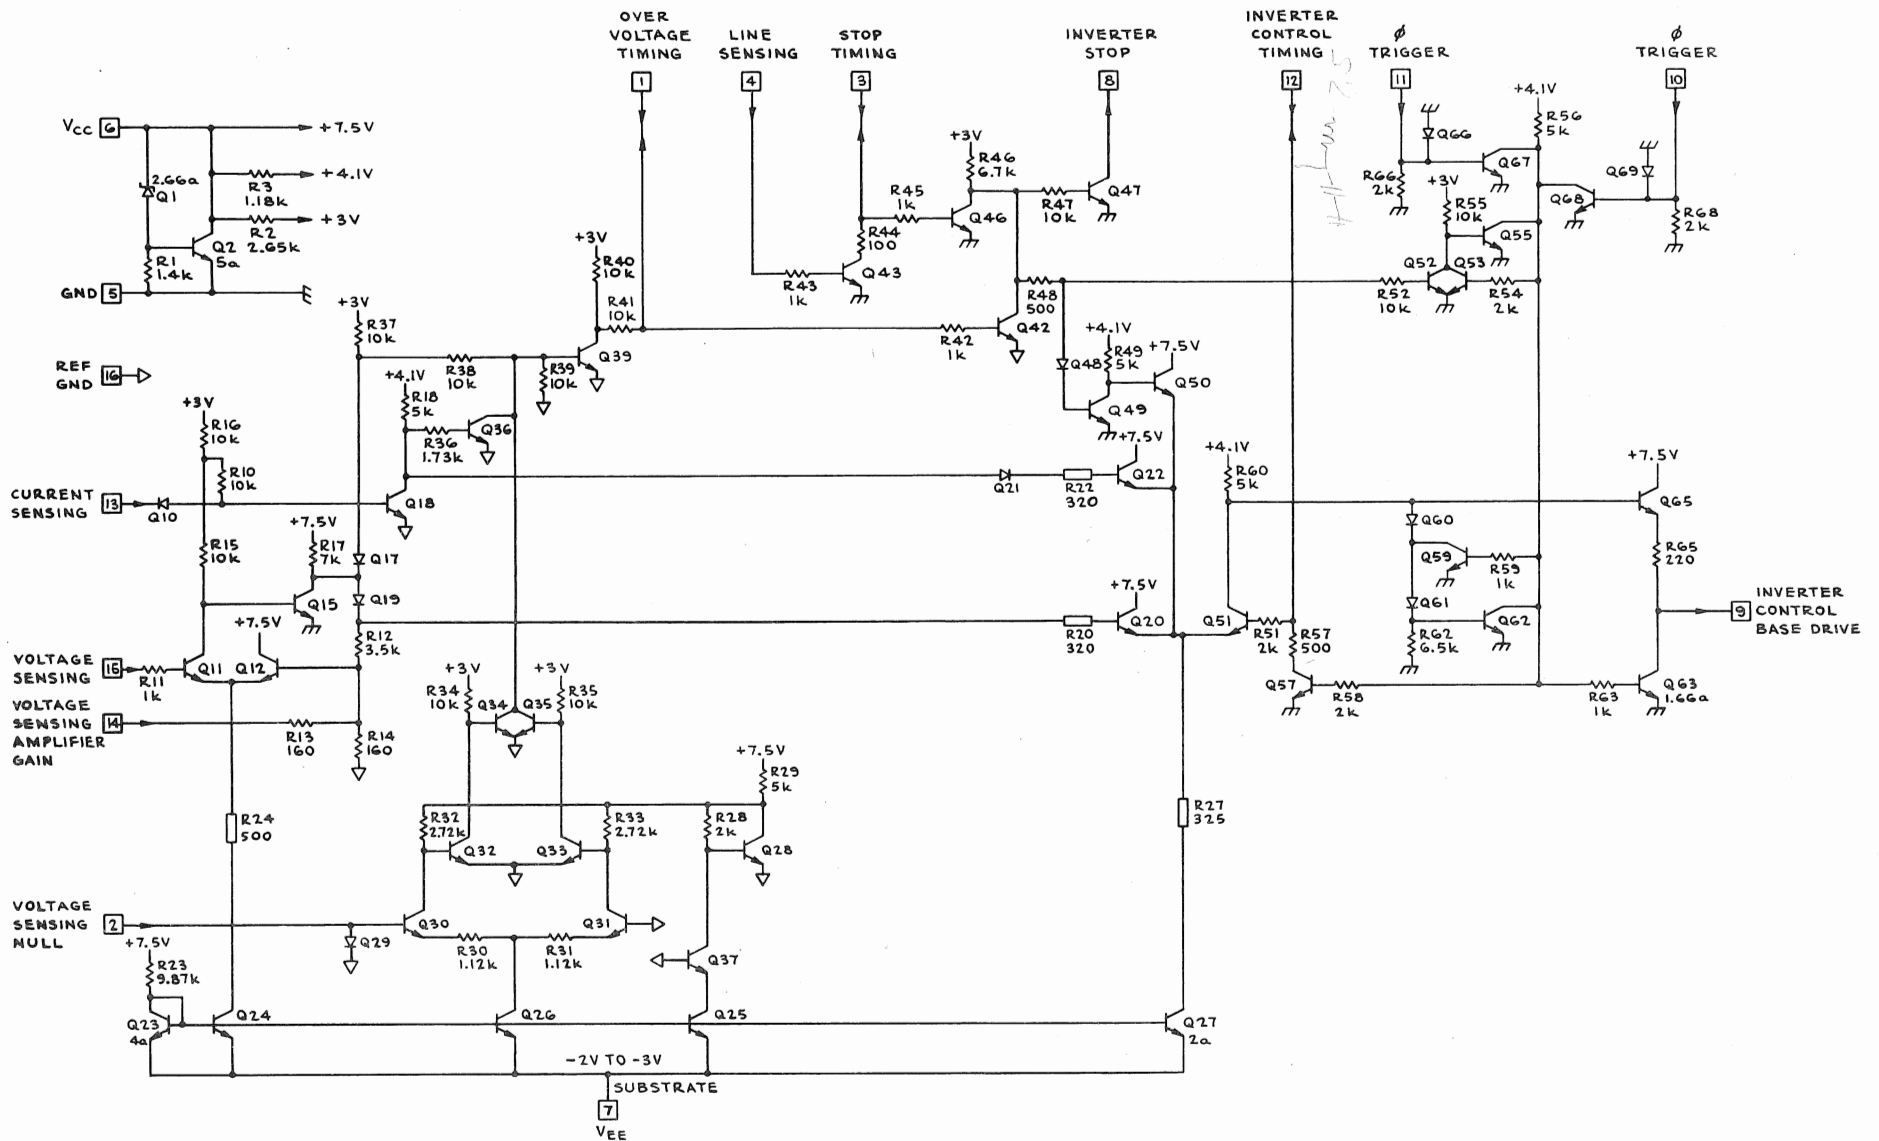 OVER
VOLTAGE
TIMING
LINE
SENSING
STOP
TIMING
INVERTER
STOP
INVERTER
CONTROL
TIMING
Ø
TRIGGER
Ø
TRIGGER
1
4
3
8
12
11
10
VCC 6
+7.5V
+4.1V
+3V
2.66a
Q1
R3
1.18K
R2
2.65K
Q2
5a
R1
1.4K
GND 5
REF
GND
16
+3V
R37
10K
+3V
R40
10K
R41
10K
Q39
R38
10K
R39
10K
+4.1V
R18
5K
R36
1.73K
Q36
R43
1K
Q43
R44
100
R45
1K
+3V
R46
6.7K
Q46
R47
10K
Q47
R42
1K
Q42
R48
500
Q48
+4.1V
R49
5K
+7.5V
Q50
Q49
+7.5V
Q22
Q21
R22
320
+4.1V
R56
5K
Q66
Q67
R66
2K
+3V
R55
10K
Q55
Q68
Q69
R68
2K
Q52
Q53
R52
10K
R54
2K
+3V
R16
10K
R10
10K
CURRENT
SENSING
13
Q10
Q18
R15
10K
+7.5V
R17
7K
Q17
Q15
Q19
+7.5V
R12
3.5K
VOLTAGE
SENSING
15
R11
1K
Q11
Q12
VOLTAGE
SENSING
AMPLIFIER
GAIN
14
R13
160
R14
160
+7.5V
R20
320
Q20
+4.1V
R60
5K
Q51
R51
2K
R57
500
Q57
R58
2K
Q60
Q59
R59
1K
Q61
R62
6.5K
Q62
+7.5V
Q65
R65
220
9
INVERTER
CONTROL
BASE DRIVE
R63
1K
Q63
1.66a
+3V
R34
10K
+3V
R35
10K
Q34
Q35
+7.5V
R29
5K
R24
500
R32
2.72K
R33
2.72K
R28
2K
Q32
Q33
Q28
R27
325
VOLTAGE
SENSING
NULL
2
Q29
Q30
Q31
R30
1.12K
R31
1.12K
Q37
+7.5V
R23
9.87K
Q23
4a
Q24
Q26
Q25
Q27
2a
-2V TO -3V
SUBSTRATE
7
VEE